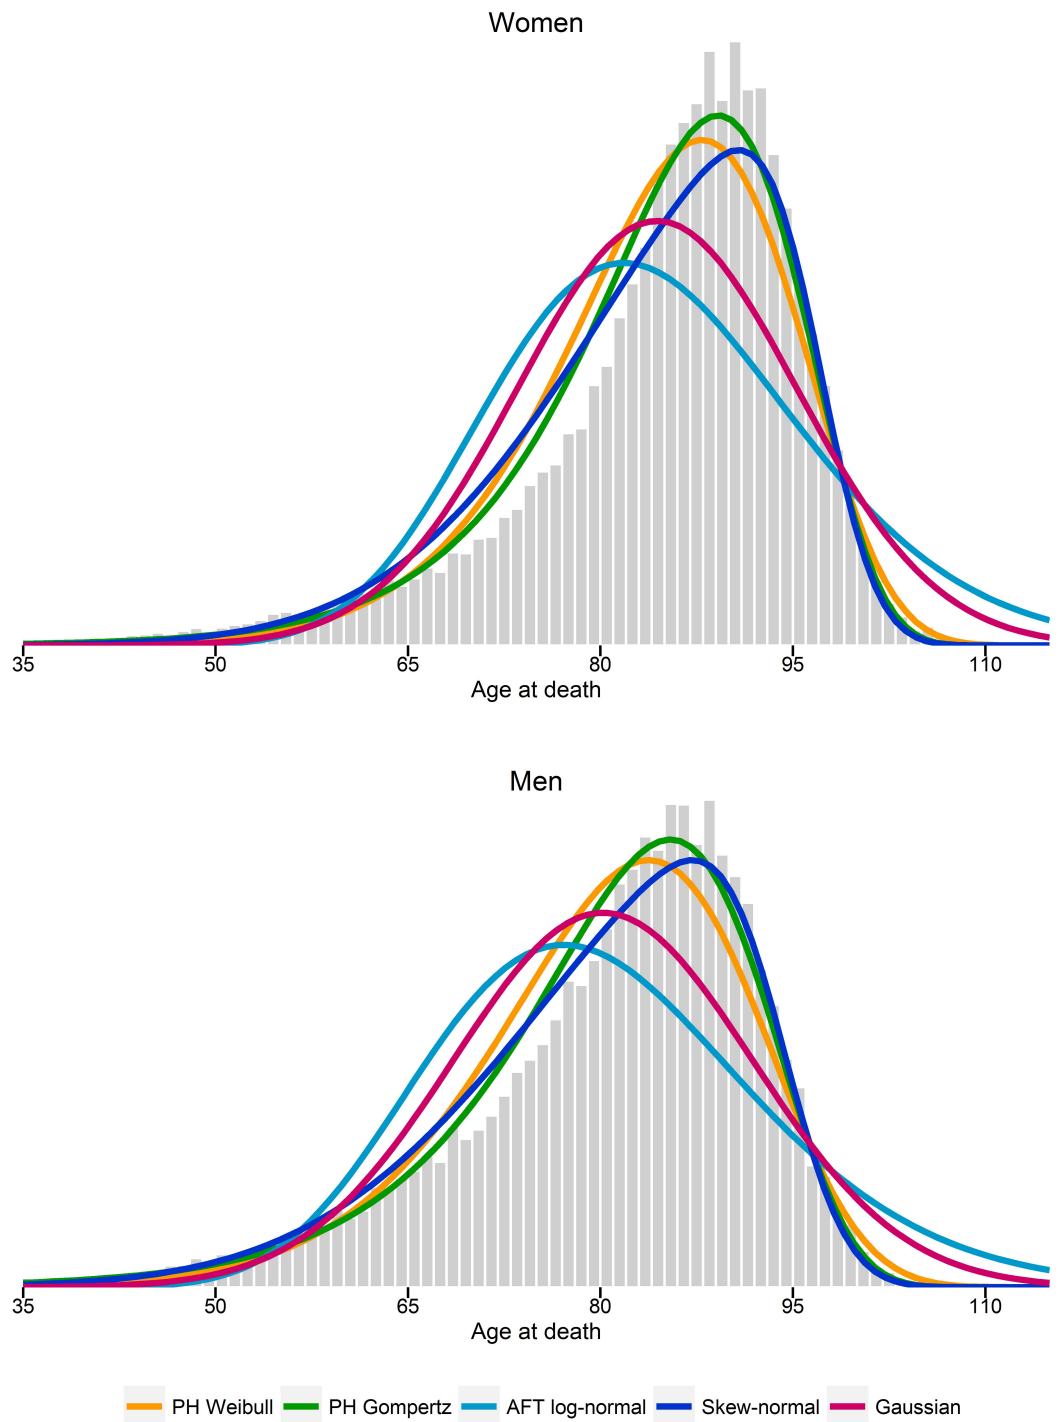 Women
35 50 65 80 95 110
Age at death
Men
35 50 65 80 95 110
Age at death
PH Weibull PH Gompertz AFT log-normal Skew-normal Gaussian